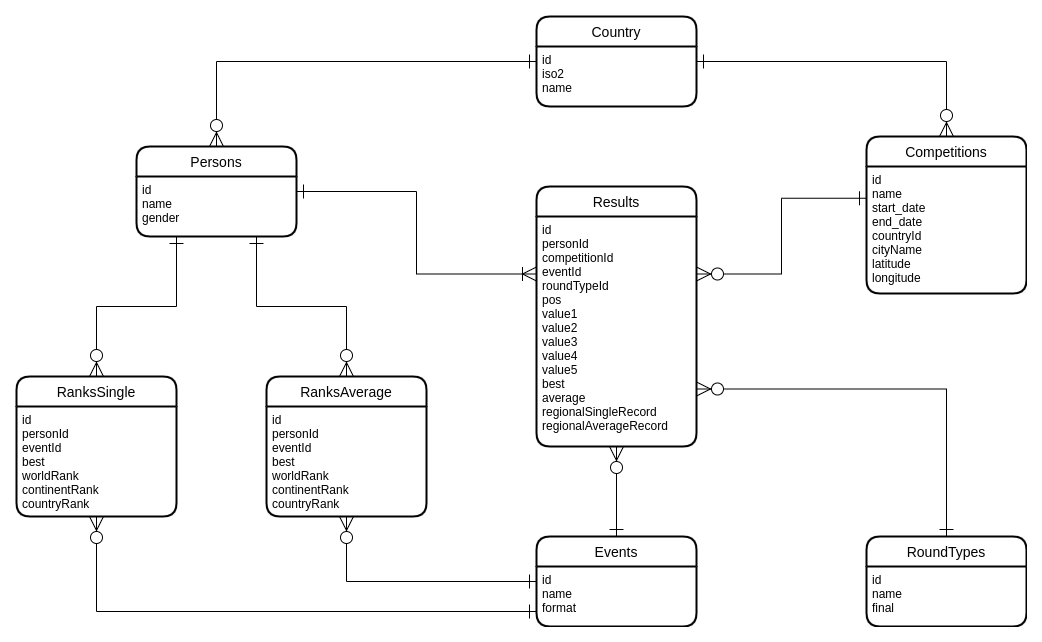 Country
id
iso2
name
Persons
id
name
gender
Competitions
id
name
start_date
end_date
countryId
cityName
latitude
longitude
Results
id
personId
competitionId
eventId
roundTypeId
pos
value1
value2
value3
value4
value5
best
average
regionalSingleRecord
regionalAverageRecord
RanksSingle
id
personId
eventId
best
worldRank
continentRank
countryRank
RanksAverage
id
personId
eventId
best
worldRank
continentRank
countryRank
Events
id
name
format
RoundTypes
id
name
final